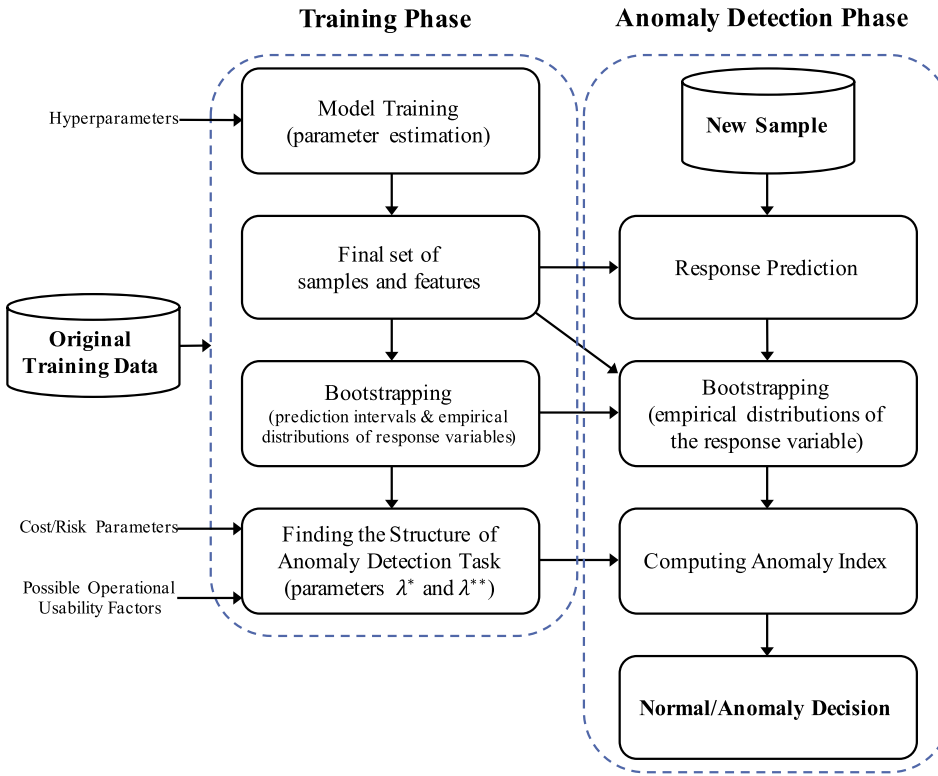 Training Phase
Anomaly Detection Phase
Hyperparameters
Model Training
(parameter estimation)
New Sample
Final set of
samples and features
Response Prediction
Original
Training Data
Bootstrapping
(prediction intervals & empirical
distributions of response variables)
Bootstrapping
(empirical distributions of
the response variable)
Cost/Risk Parameters
Possible Operational
Usability Factors
Finding the Structure of
Anomaly Detection Task
(parameters λ* and λ**)
Computing Anomaly Index
Normal/Anomaly Decision